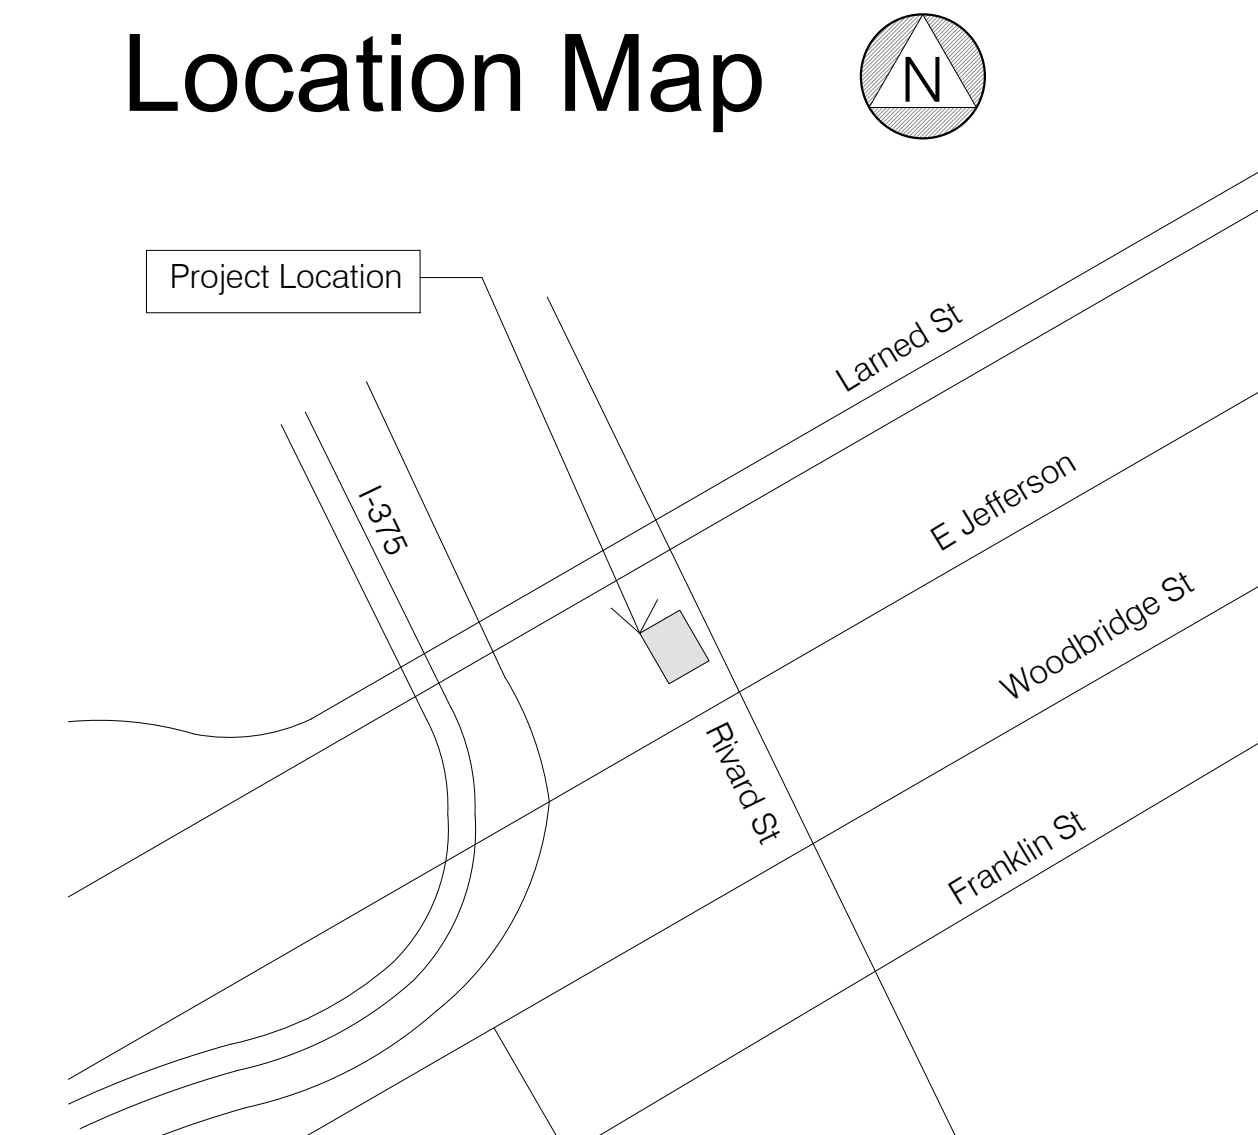 Location Map
N
Project Location
Larned St
I-375
E Jefferson
Woodbridge St
Rivard St
Franklin St